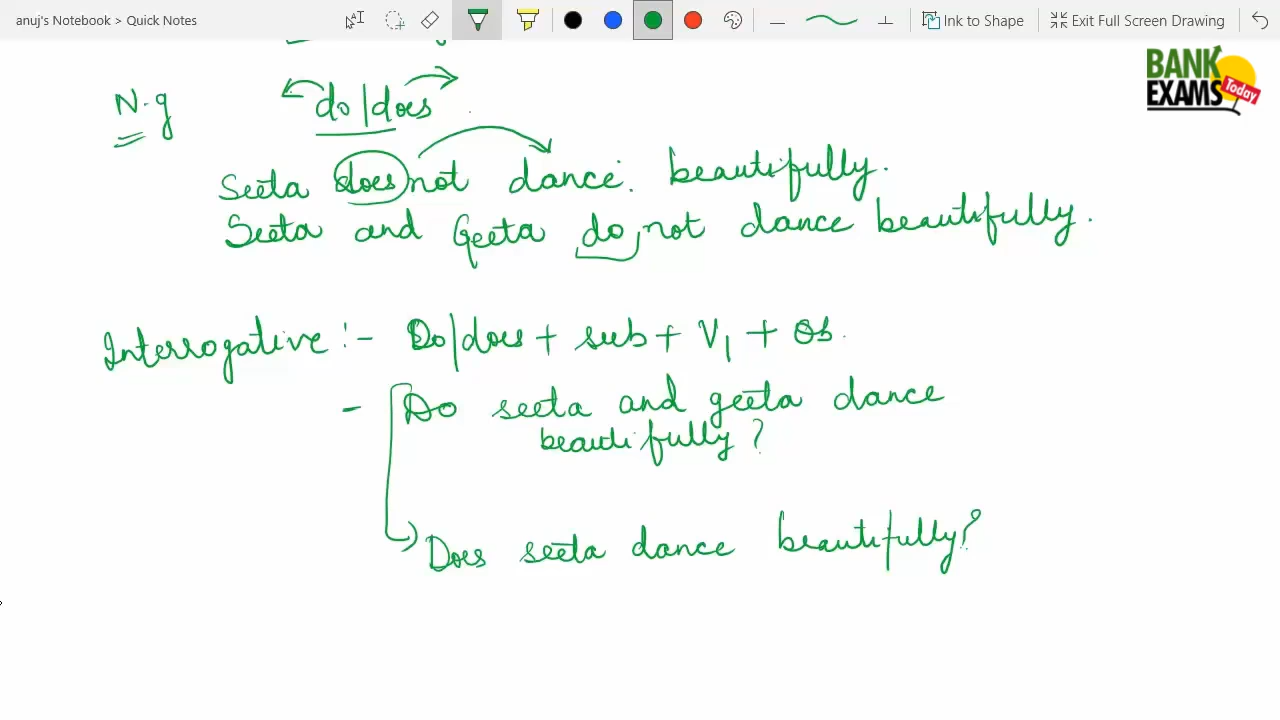 anuj's Notebook > Quick Notes
Ink to Shape
Exit Full Screen Drawing
BANK
EXAMS
Today
N.g
do/does
Seeta does not dance. beautifully.
Seeta and Geeta do not dance beautifully.
Interrogative :- Do/does + sub + V1 + Ob.
- Do seeta and geeta dance
beautifully?
Does seeta dance beautifully?